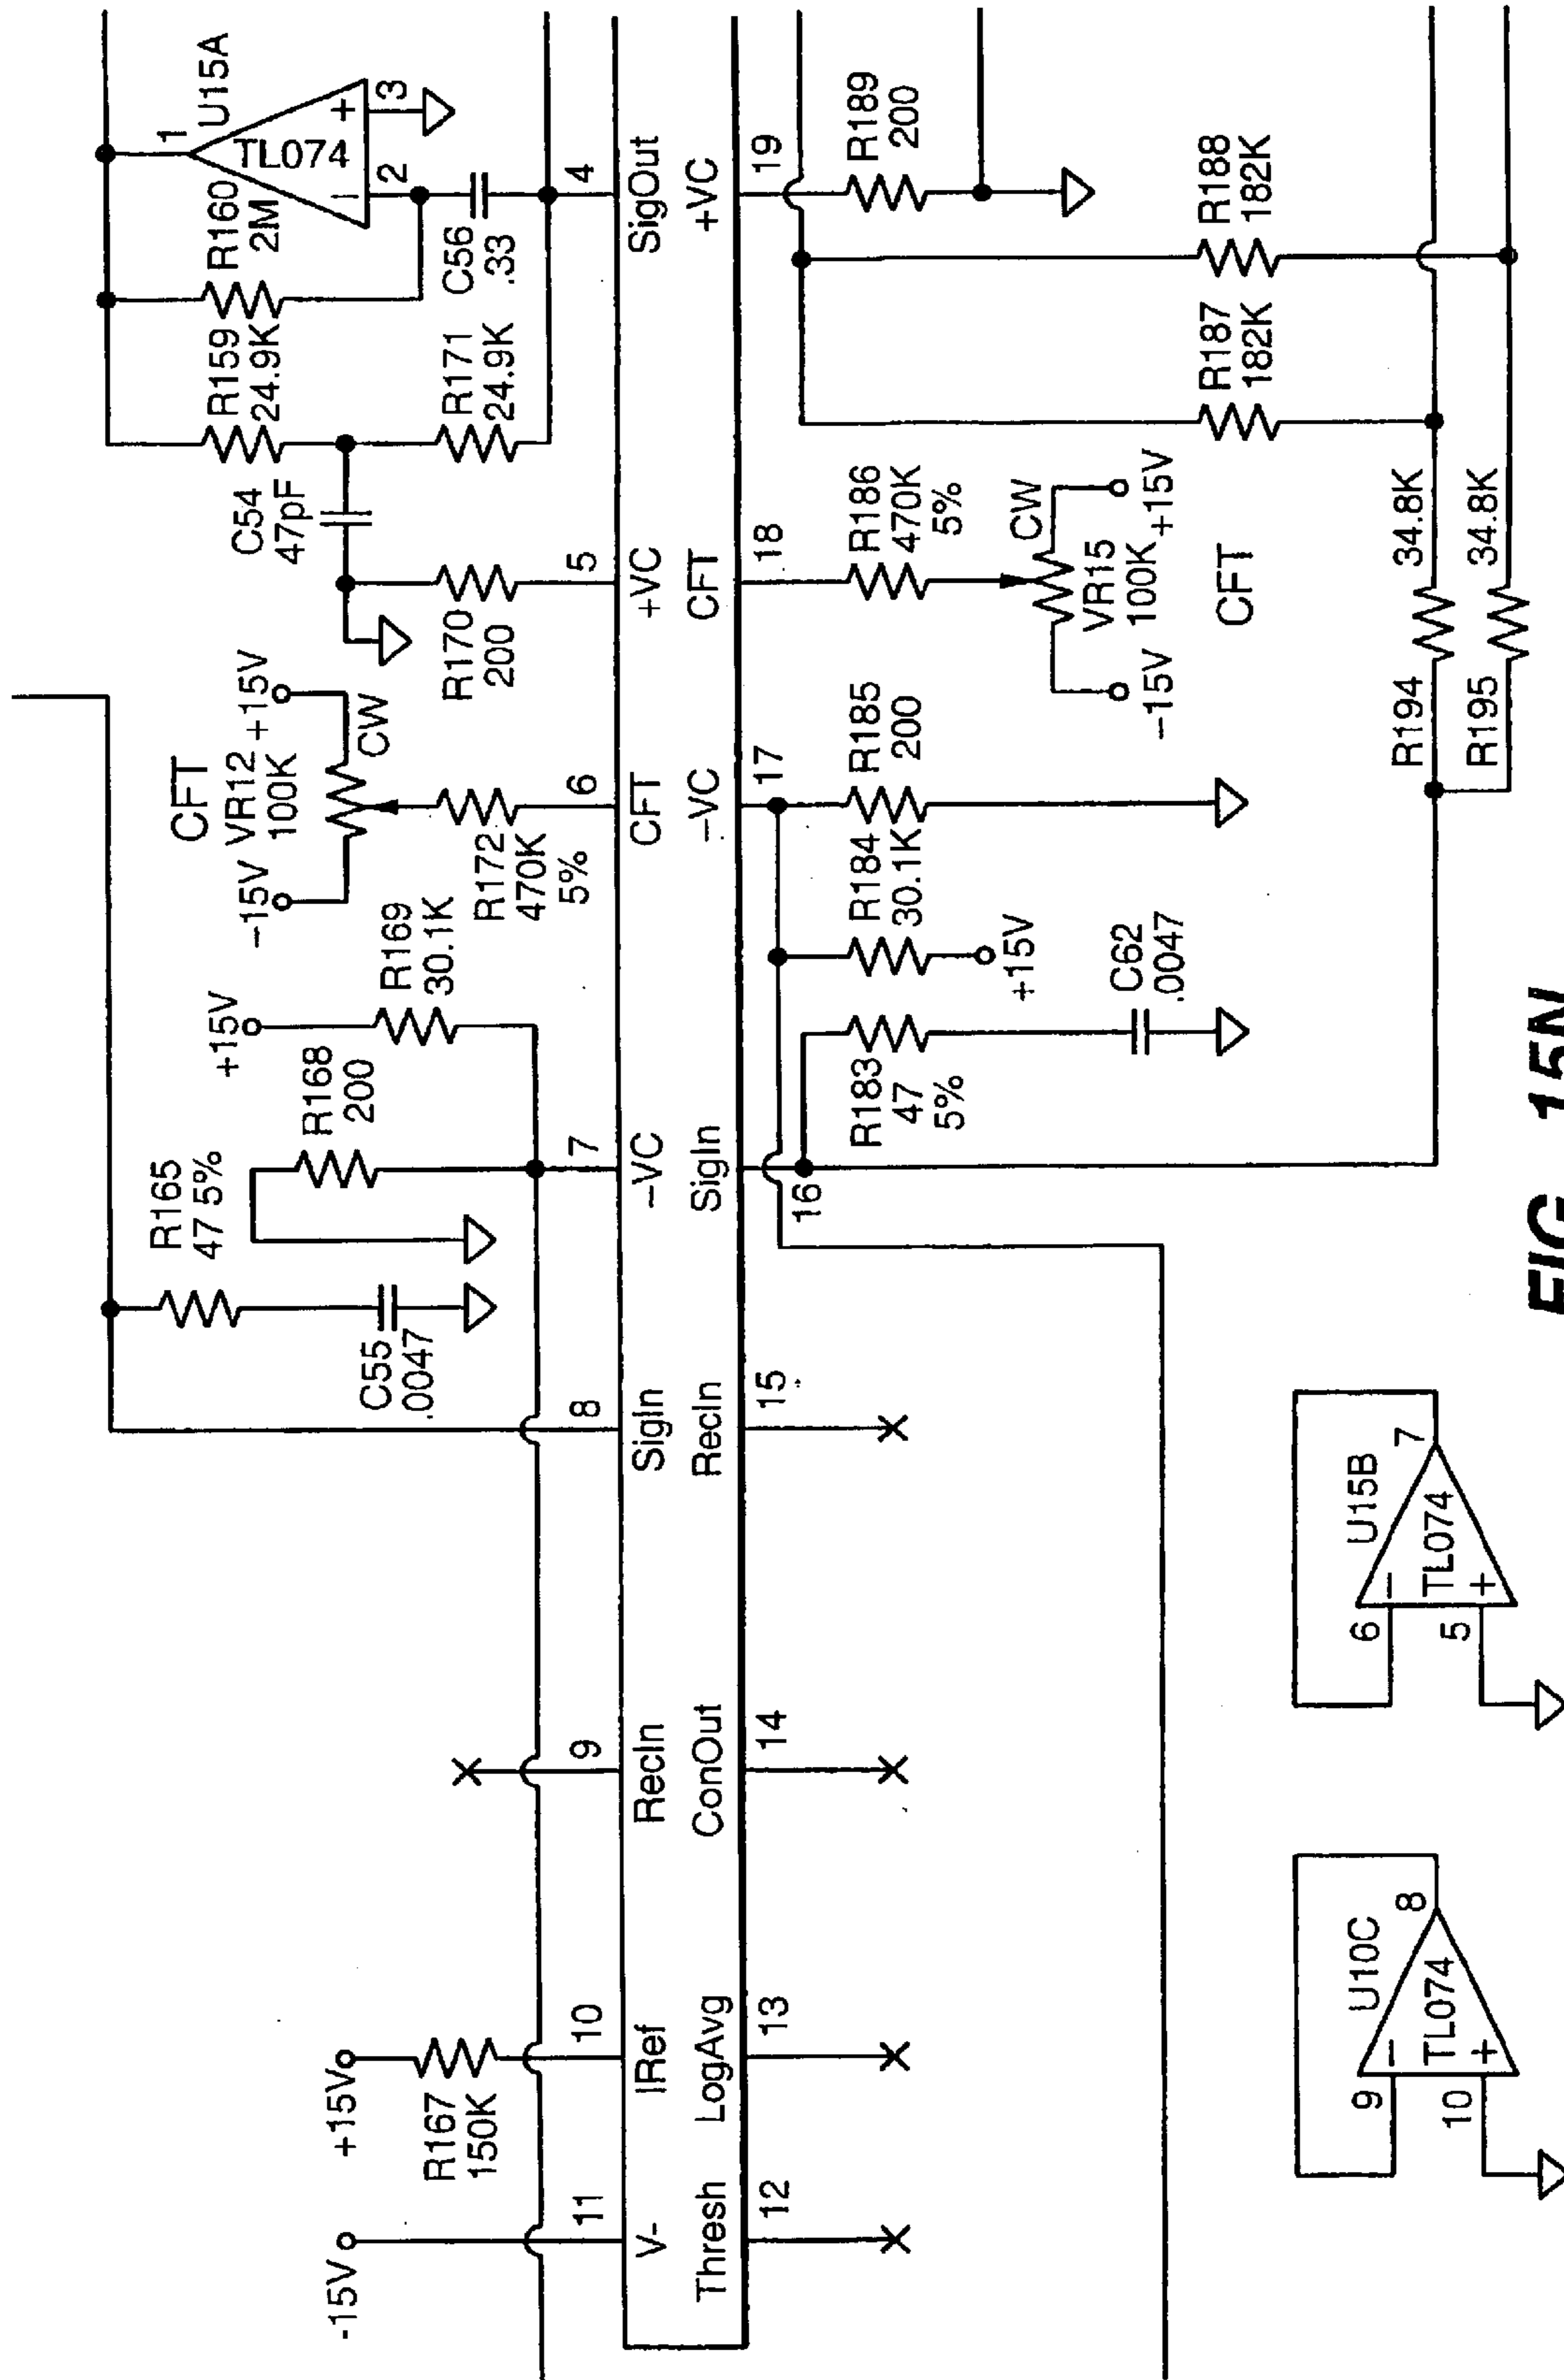 U15A
1
TL074
+
3
−
2
R160
2M
C56
.33
4
SigOut
R159
24.9K
R171
24.9K
C54
47pF
5
+VC
R170
200
CFT
VR12
100K
+15V
−15V
CW
R172
470K
5%
6
CFT
+15V
R169
30.1K
R168
200
7
−VC
R165
47 5%
C55
.0047
8
SigIn
9
RecIn
+15V
R167
150K
10
IRef
-15V
11
V-
Thresh
12
LogAvg
13
ConOut
14
RecIn
15
SigIn
16
R183
47
5%
C62
.0047
R184
30.1K
+15V
−VC
17
R185
200
CFT
18
R186
470K
5%
CW
VR15
100K
−15V
+15V
CFT
+VC
19
R189
200
R187
182K
R188
182K
R194
34.8K
R195
34.8K
U10C
9
−
10
+
TL074
8
U15B
6
−
5
+
TL074
7
FIG. 15N